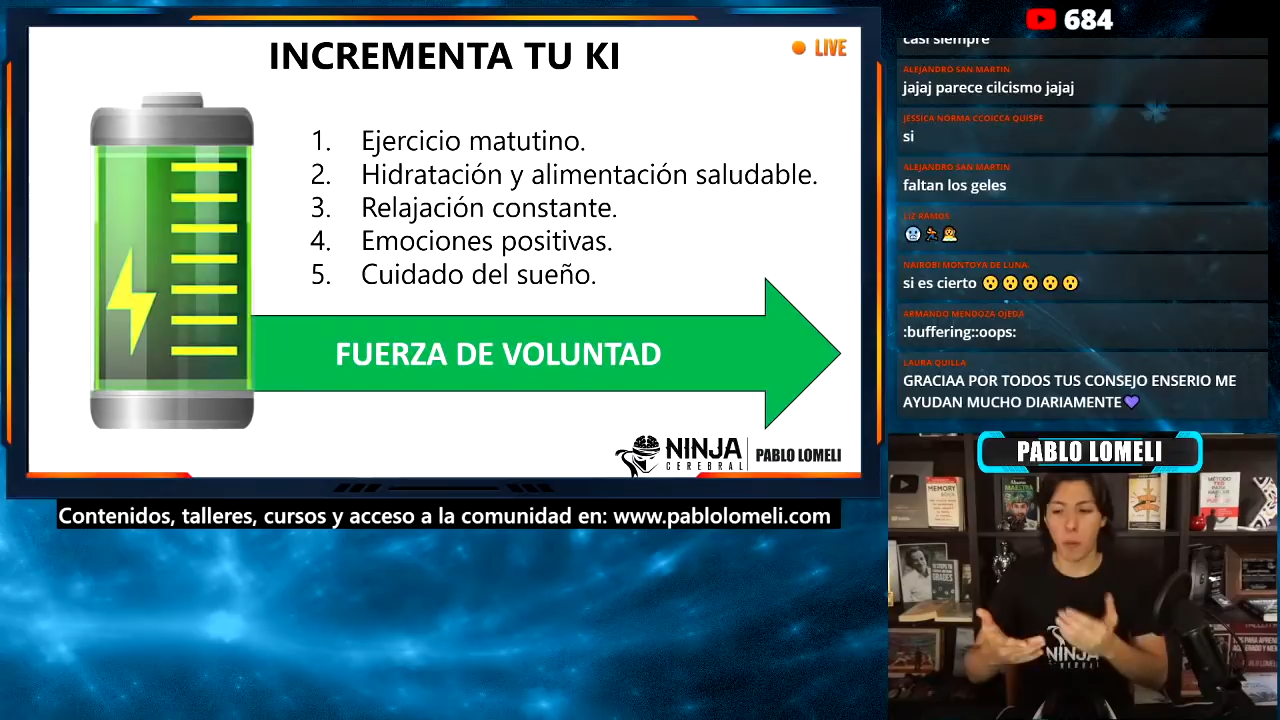 INCREMENTA TU KI
LIVE
1. Ejercicio matutino.
2. Hidratación y alimentación saludable.
3. Relajación constante.
4. Emociones positivas.
5. Cuidado del sueño.
FUERZA DE VOLUNTAD
NINJA
CEREBRAL
PABLO LOMELI
Contenidos, talleres, cursos y acceso a la comunidad en: www.pablolomeli.com
684
casi siempre
ALEJANDRO SAN MARTIN
jajaj parece cilcismo jajaj
JESSICA NORMA CCOICCA QUISPE
si
ALEJANDRO SAN MARTIN
faltan los geles
LIZ RAMOS
NAIROBI MONTOYA DE LUNA.
si es cierto
ARMANDO MENDOZA OJEDA
:buffering::oops:
LAURA QUILLA
GRACIAA POR TODOS TUS CONSEJO ENSERIO ME
AYUDAN MUCHO DIARIAMENTE
PABLO LOMELI
MEMORY
MAESTRA
NINJA
CEREBRAL